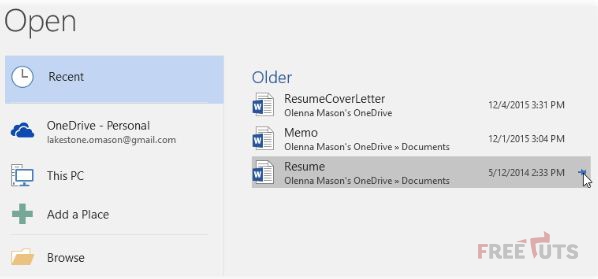 Open
Recent
OneDrive - Personal
lakestone.omason@gmail.com
This PC
Add a Place
Browse
Older
ResumeCoverLetter
12/4/2015 3:31 PM
Olenna Mason's OneDrive
Memo
12/1/2015 3:04 PM
Olenna Mason's OneDrive » Documents
Resume
5/12/2014 2:33 PM
Olenna Mason's OneDrive » Documents
FREETUTS